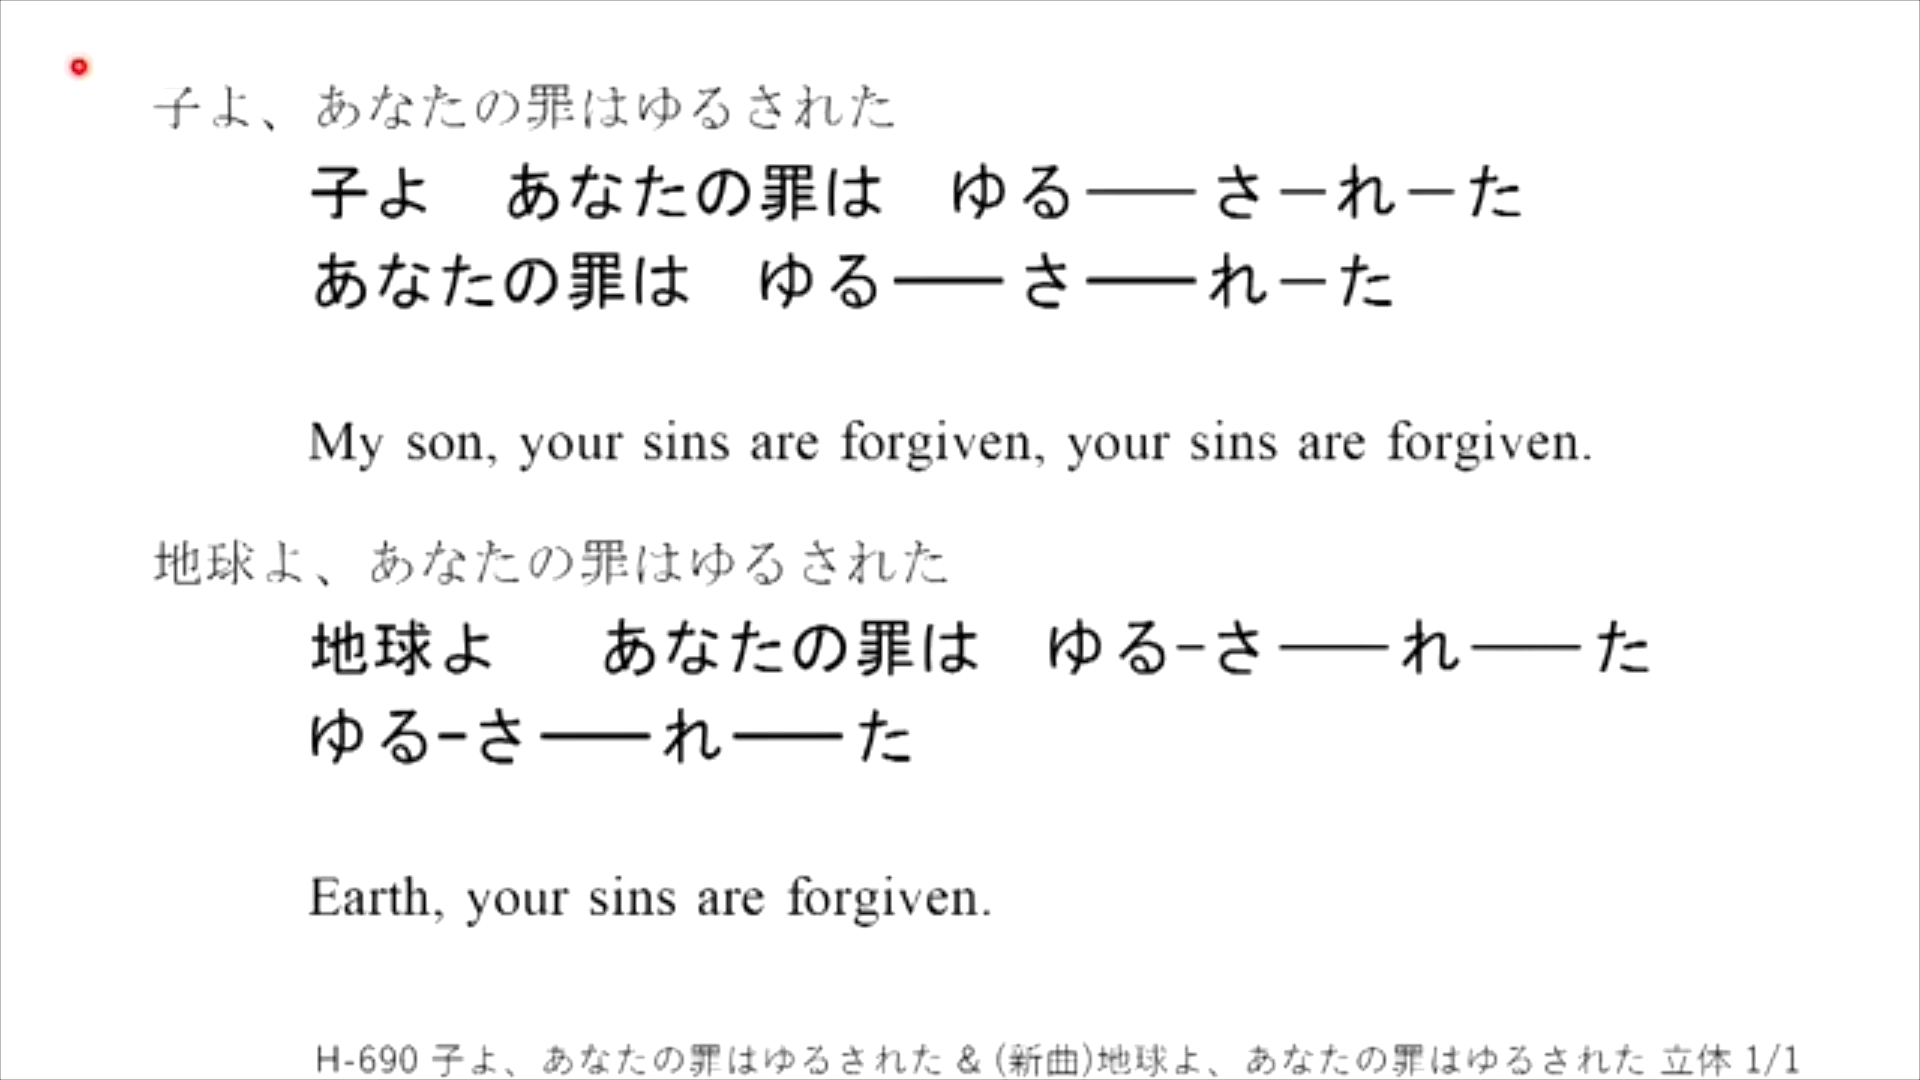 子よ、あなたの罪はゆるされた
子よ　あなたの罪は　ゆる――さ－れ－た
あなたの罪は　ゆる――さ――れ－た
My son, your sins are forgiven, your sins are forgiven.
地球よ、あなたの罪はゆるされた
地球よ　あなたの罪は　ゆる-さ――れ――た
ゆる-さ――れ――た
Earth, your sins are forgiven.
H-690 子よ、あなたの罪はゆるされた & (新曲)地球よ、あなたの罪はゆるされた 立体 1/1